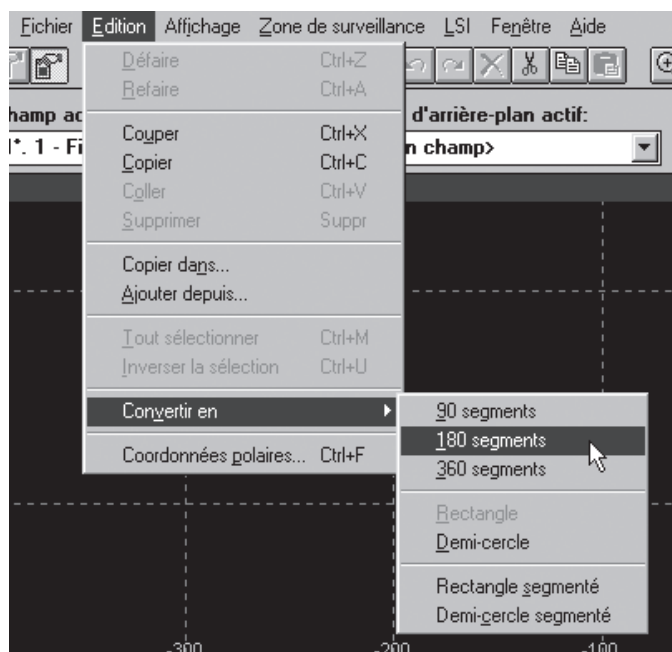 Fichier Edition Affichage Zone de surveillance LSI Fenêtre Aide
hamp ac d'arrière-plan actif:
1*. 1 - Fi n champ>
Défaire Ctrl+Z
Refaire Ctrl+A
Couper Ctrl+X
Copier Ctrl+C
Coller Ctrl+V
Supprimer Suppr
Copier dans...
Ajouter depuis...
Tout sélectionner Ctrl+M
Inverser la sélection Ctrl+U
Convertir en
Coordonnées polaires... Ctrl+F
90 segments
180 segments
360 segments
Rectangle
Demi-cercle
Rectangle segmenté
Demi-cercle segmenté
-300 -200 -100